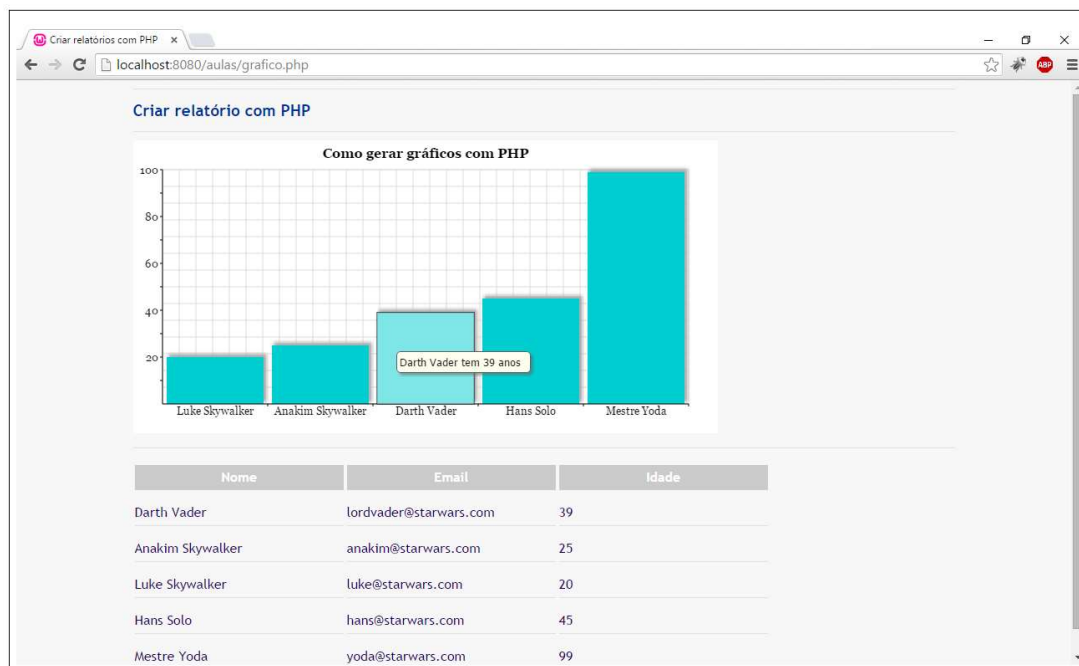 Criar relatórios com PHP
localhost:8080/aulas/grafico.php
ABP
Criar relatório com PHP
Como gerar gráficos com PHP
100
80
60
40
20
Darth Vader tem 39 anos
Luke Skywalker Anakim Skywalker Darth Vader Hans Solo Mestre Yoda
Nome Email Idade
Darth Vader lordvader@starwars.com 39
Anakim Skywalker anakim@starwars.com 25
Luke Skywalker luke@starwars.com 20
Hans Solo hans@starwars.com 45
Mestre Yoda yoda@starwars.com 99